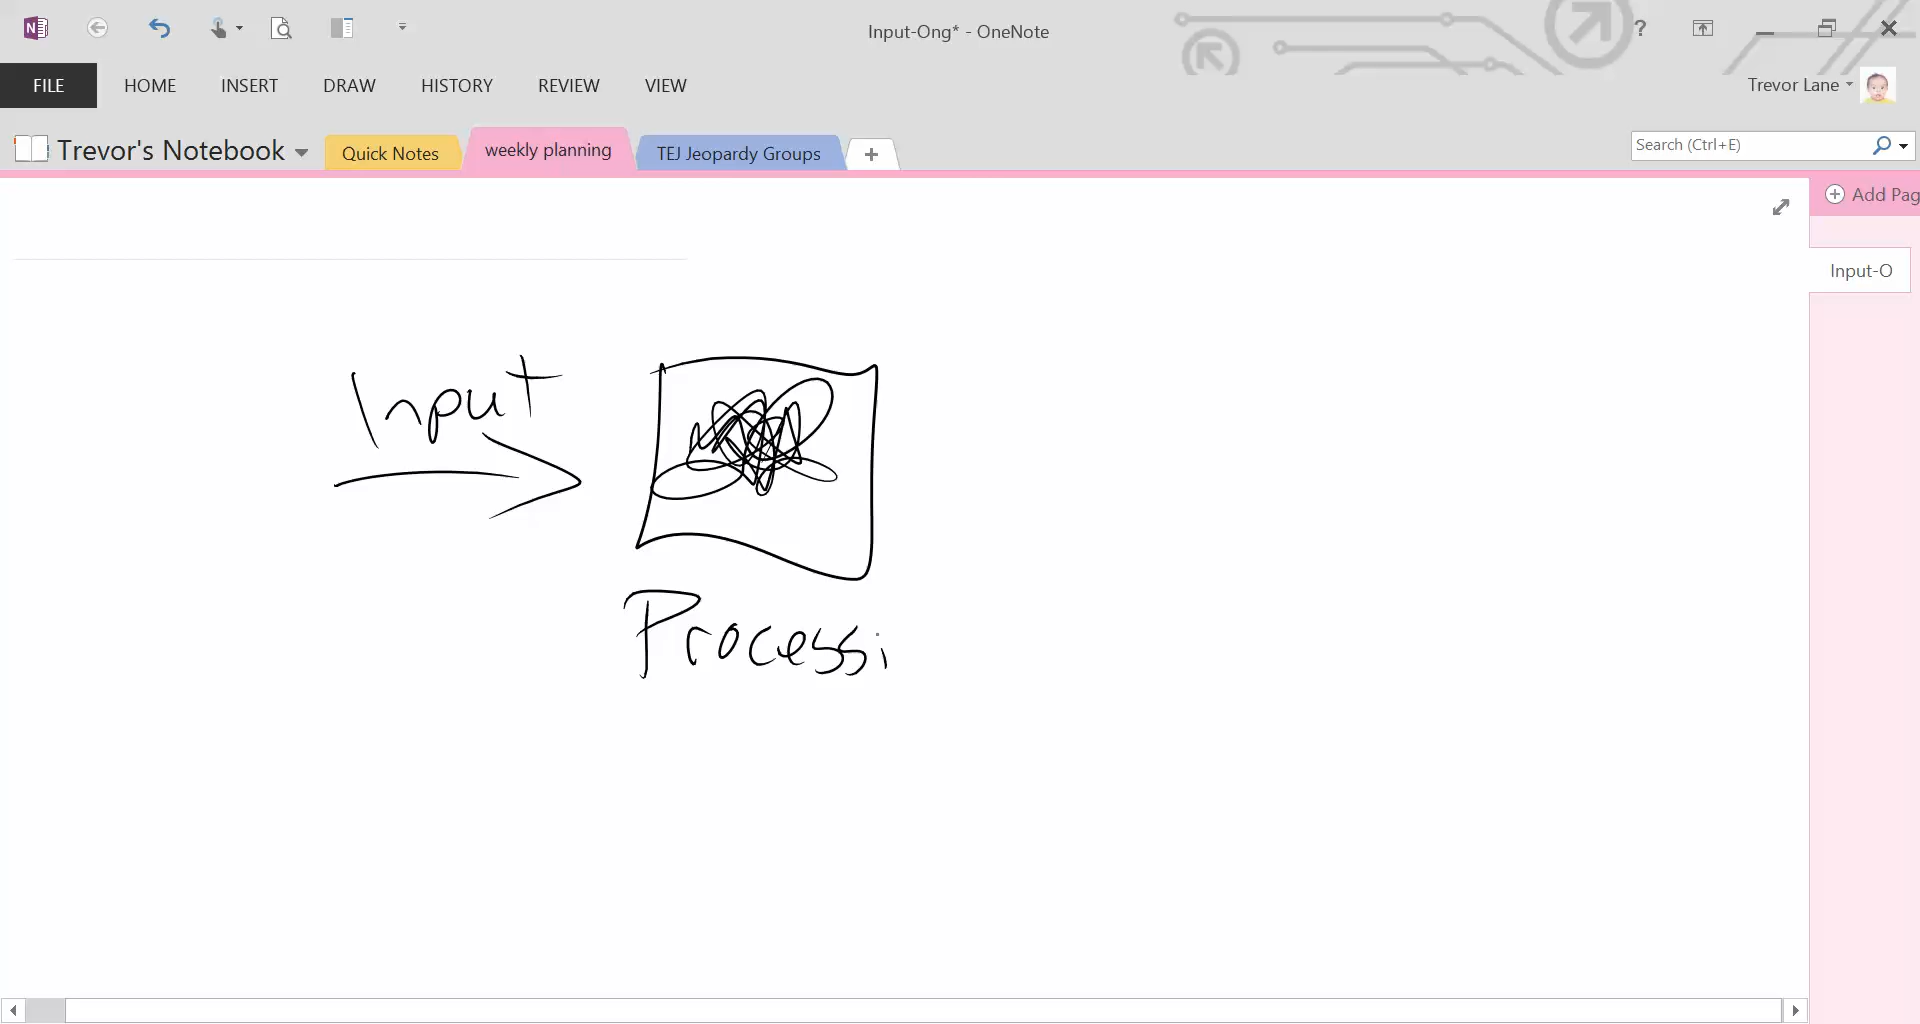 Input-Ong* - OneNote
?
FILE HOME INSERT DRAW HISTORY REVIEW VIEW
Trevor Lane
Trevor's Notebook
Quick Notes
weekly planning
TEJ Jeopardy Groups
+
Search (Ctrl+E)
Add Pag
Input-O
Input
Processi